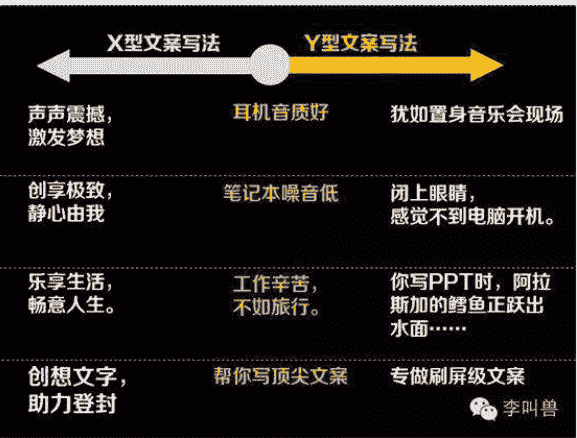 X型文案写法
Y型文案写法
声声震撼，
激发梦想
耳机音质好
犹如置身音乐会现场
创享极致，
静心由我
笔记本噪音低
闭上眼睛，
感觉不到电脑开机。
乐享生活，
畅意人生。
工作辛苦，
不如旅行。
你写PPT时，阿拉
斯加的鳕鱼正跃出
水面……
创想文字，
助力登封
帮你写顶尖文案
专做刷屏级文案
李叫兽